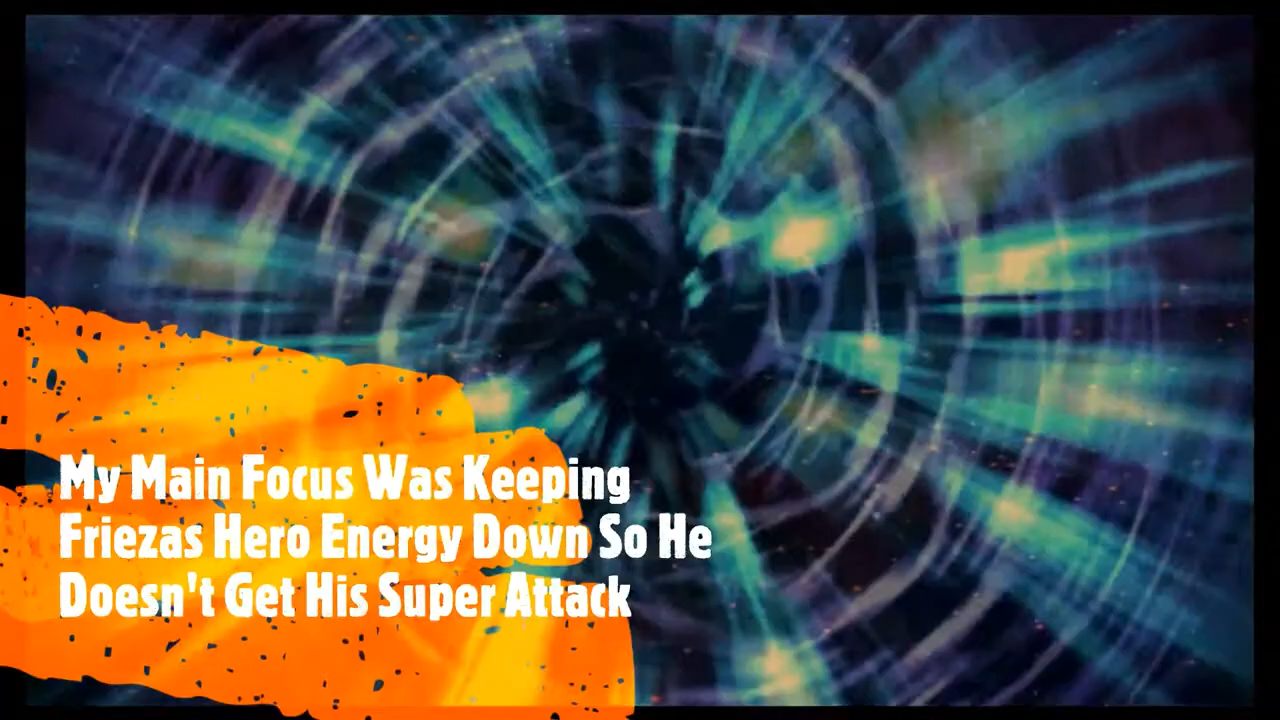 My Main Focus Was Keeping
Friezas Hero Energy Down So He
Doesn't Get His Super Attack